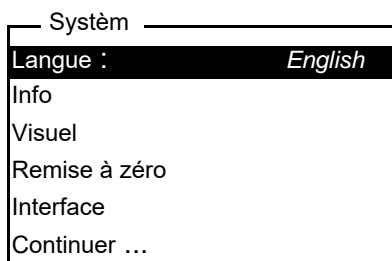 Systèm
Langue : English
Info
Visuel
Remise à zéro
Interface
Continuer ...